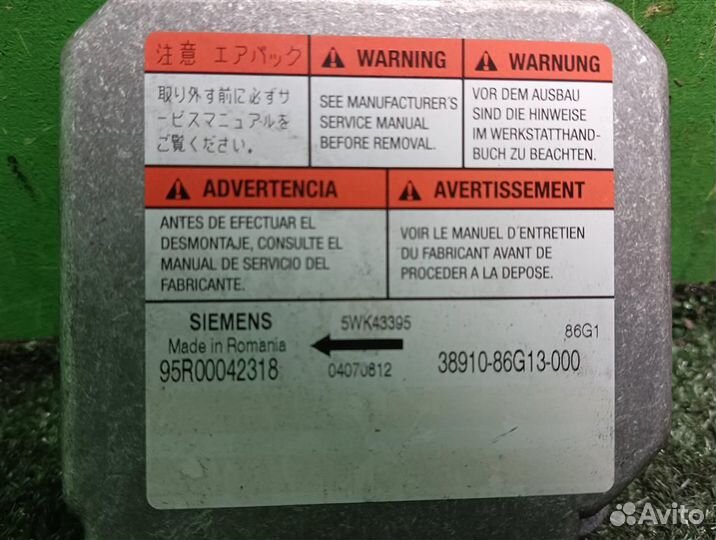 注意 エアパック
取り外す前に必ずサ
ービスマニュアルを
ご覧ください。
WARNING
SEE MANUFACTURER'S
SERVICE MANUAL
BEFORE REMOVAL.
WARNUNG
VOR DEM AUSBAU
SIND DIE HINWEISE
IM WERKSTATTHAND-
BUCH ZU BEACHTEN.
ADVERTENCIA
ANTES DE EFECTUAR EL
DESMONTAJE, CONSULTE EL
MANUAL DE SERVICIO DEL
FABRICANTE.
AVERTISSEMENT
VOIR LE MANUEL D'ENTRETIEN
DU FABRICANT AVANT DE
PROCEDER A LA DEPOSE.
SIEMENS 5WK43395 86G1
Made in Romania
95R00042318 04070612 38910-86G13-000
Avito